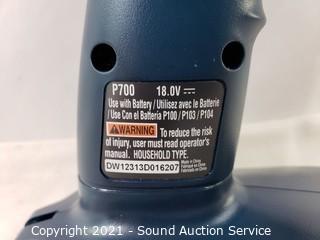 P700 18.0V ⎓
Use with Battery / Utilisez avec le Batterie
/ Use Con el Batteria P100 / P103 / P104
⚠WARNING To reduce the risk
of injury, user must read operator's
manual. HOUSEHOLD TYPE.
DW12313D016207
Copyright 2021 - Sound Auction Service